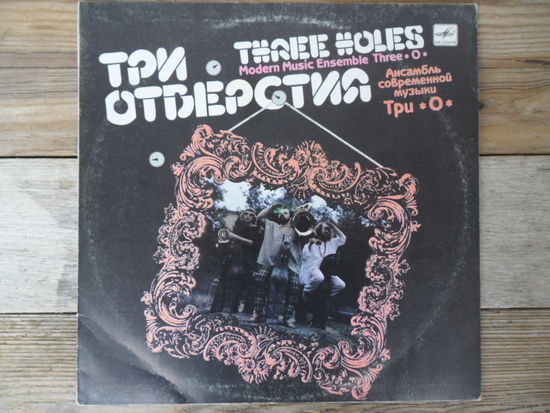 ТРИ
ОТВЕРСТИЯ
THREE HOLES
Modern Music Ensemble Three *O*
Ансамбль
современной
музыки
Три *О*